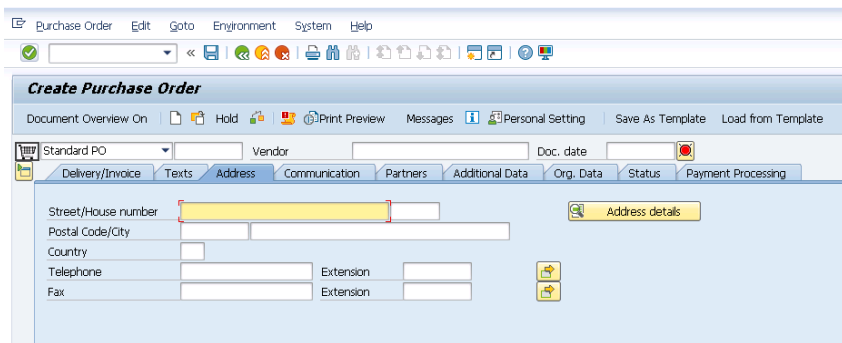 Purchase Order Edit Goto Environment System Help
Create Purchase Order
Document Overview On Hold Print Preview Messages Personal Setting Save As Template Load from Template
Standard PO Vendor Doc. date
Delivery/Invoice Texts Address Communication Partners Additional Data Org. Data Status Payment Processing
Street/House number Address details
Postal Code/City
Country
Telephone Extension
Fax Extension